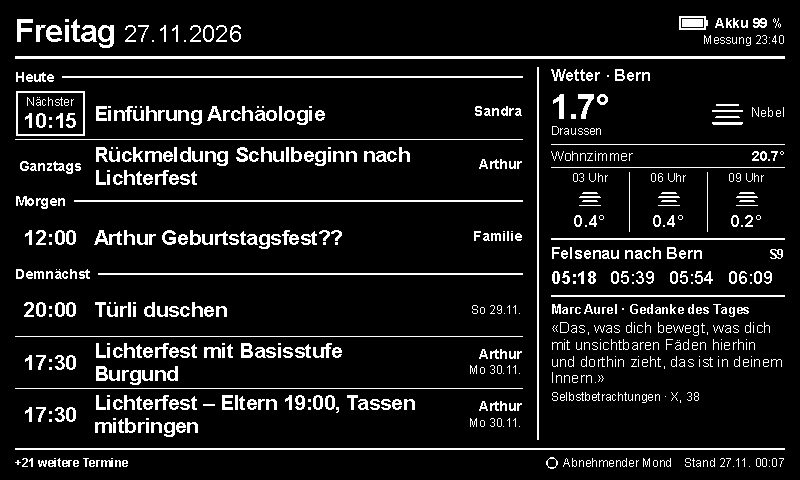 Freitag 27.11.2026
Akku 99 %
Messung 23:40
Heute
Nächster
10:15 Einführung Archäologie Sandra
Ganztags Rückmeldung Schulbeginn nach
Lichterfest
Arthur
Morgen
12:00 Arthur Geburtstagsfest?? Familie
Demnächst
20:00 Türli duschen So 29.11.
17:30 Lichterfest mit Basisstufe
Burgund
Arthur
Mo 30.11.
17:30 Lichterfest – Eltern 19:00, Tassen
mitbringen
Arthur
Mo 30.11.
Wetter · Bern
1.7° Nebel
Draussen
Wohnzimmer 20.7°
03 Uhr 06 Uhr 09 Uhr
0.4° 0.4° 0.2°
Felsenau nach Bern S9
05:18 05:39 05:54 06:09
Marc Aurel · Gedanke des Tages
«Das, was dich bewegt, was dich
mit unsichtbaren Fäden hierhin
und dorthin zieht, das ist in deinem
Innern.»
Selbstbetrachtungen · X, 38
+21 weitere Termine
Abnehmender Mond Stand 27.11. 00:07